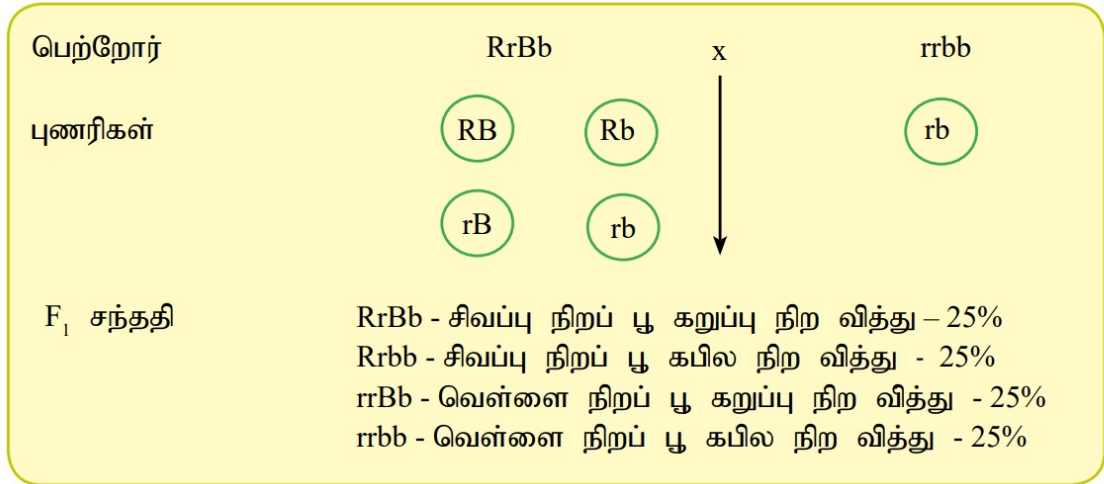 பெற்றோர் RrBb x rrbb
புணரிகள் RB Rb rb
rB rb
F₁ சந்ததி RrBb - சிவப்பு நிறப் பூ கறுப்பு நிற வித்து – 25%
Rrbb - சிவப்பு நிறப் பூ கபில நிற வித்து - 25%
rrBb - வெள்ளை நிறப் பூ கறுப்பு நிற வித்து - 25%
rrbb - வெள்ளை நிறப் பூ கபில நிற வித்து - 25%